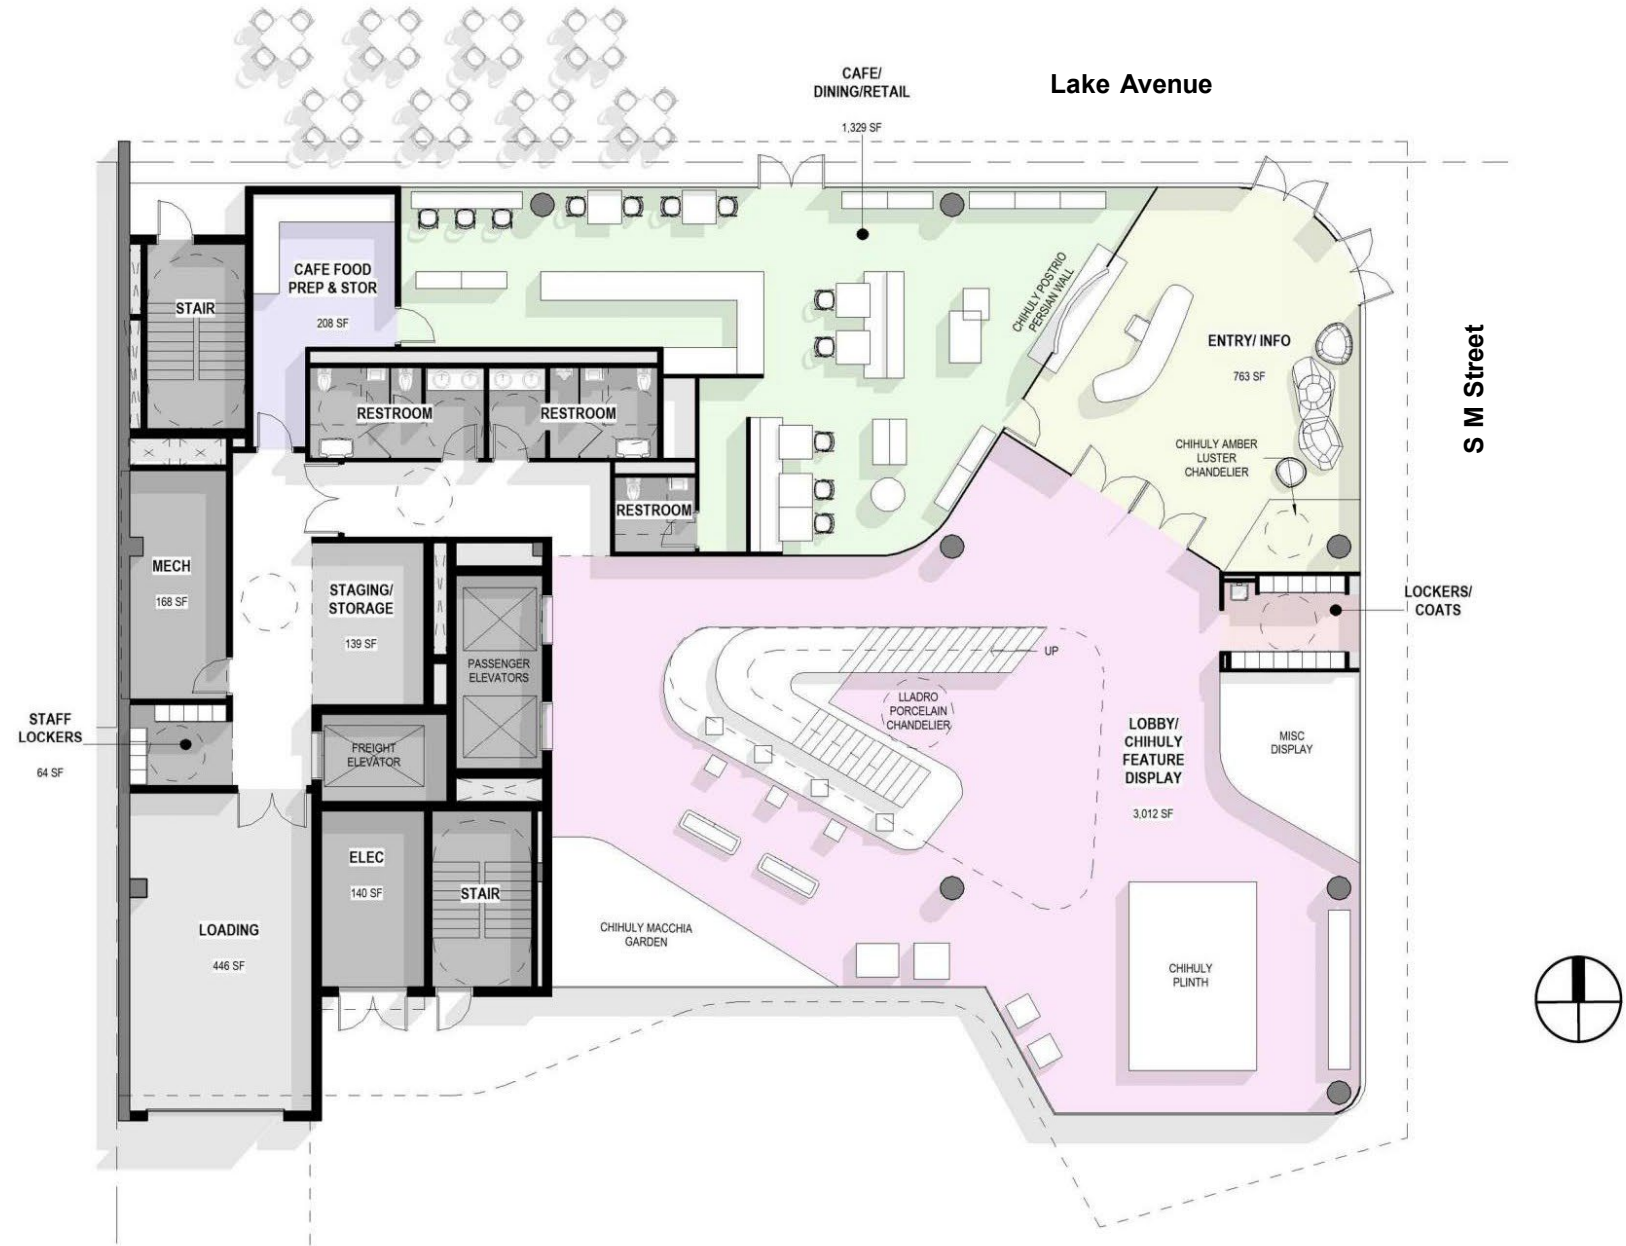 CAFE/
DINING/RETAIL
1,329 SF
Lake Avenue
CAFE FOOD
PREP & STOR
208 SF
STAIR
CHIHULY POSTRIO
PERSIAN WALL
ENTRY/ INFO
763 SF
S M Street
RESTROOM
RESTROOM
CHIHULY AMBER
LUSTER
CHANDELIER
RESTROOM
MECH
168 SF
STAGING/
STORAGE
139 SF
LOCKERS/
COATS
PASSENGER
ELEVATORS
UP
LLADRO
PORCELAIN
CHANDELIER
STAFF
LOCKERS
64 SF
FREIGHT
ELEVATOR
LOBBY/
CHIHULY
FEATURE
DISPLAY
3,012 SF
MISC
DISPLAY
ELEC
140 SF
STAIR
LOADING
446 SF
CHIHULY MACCHIA
GARDEN
CHIHULY
PLINTH